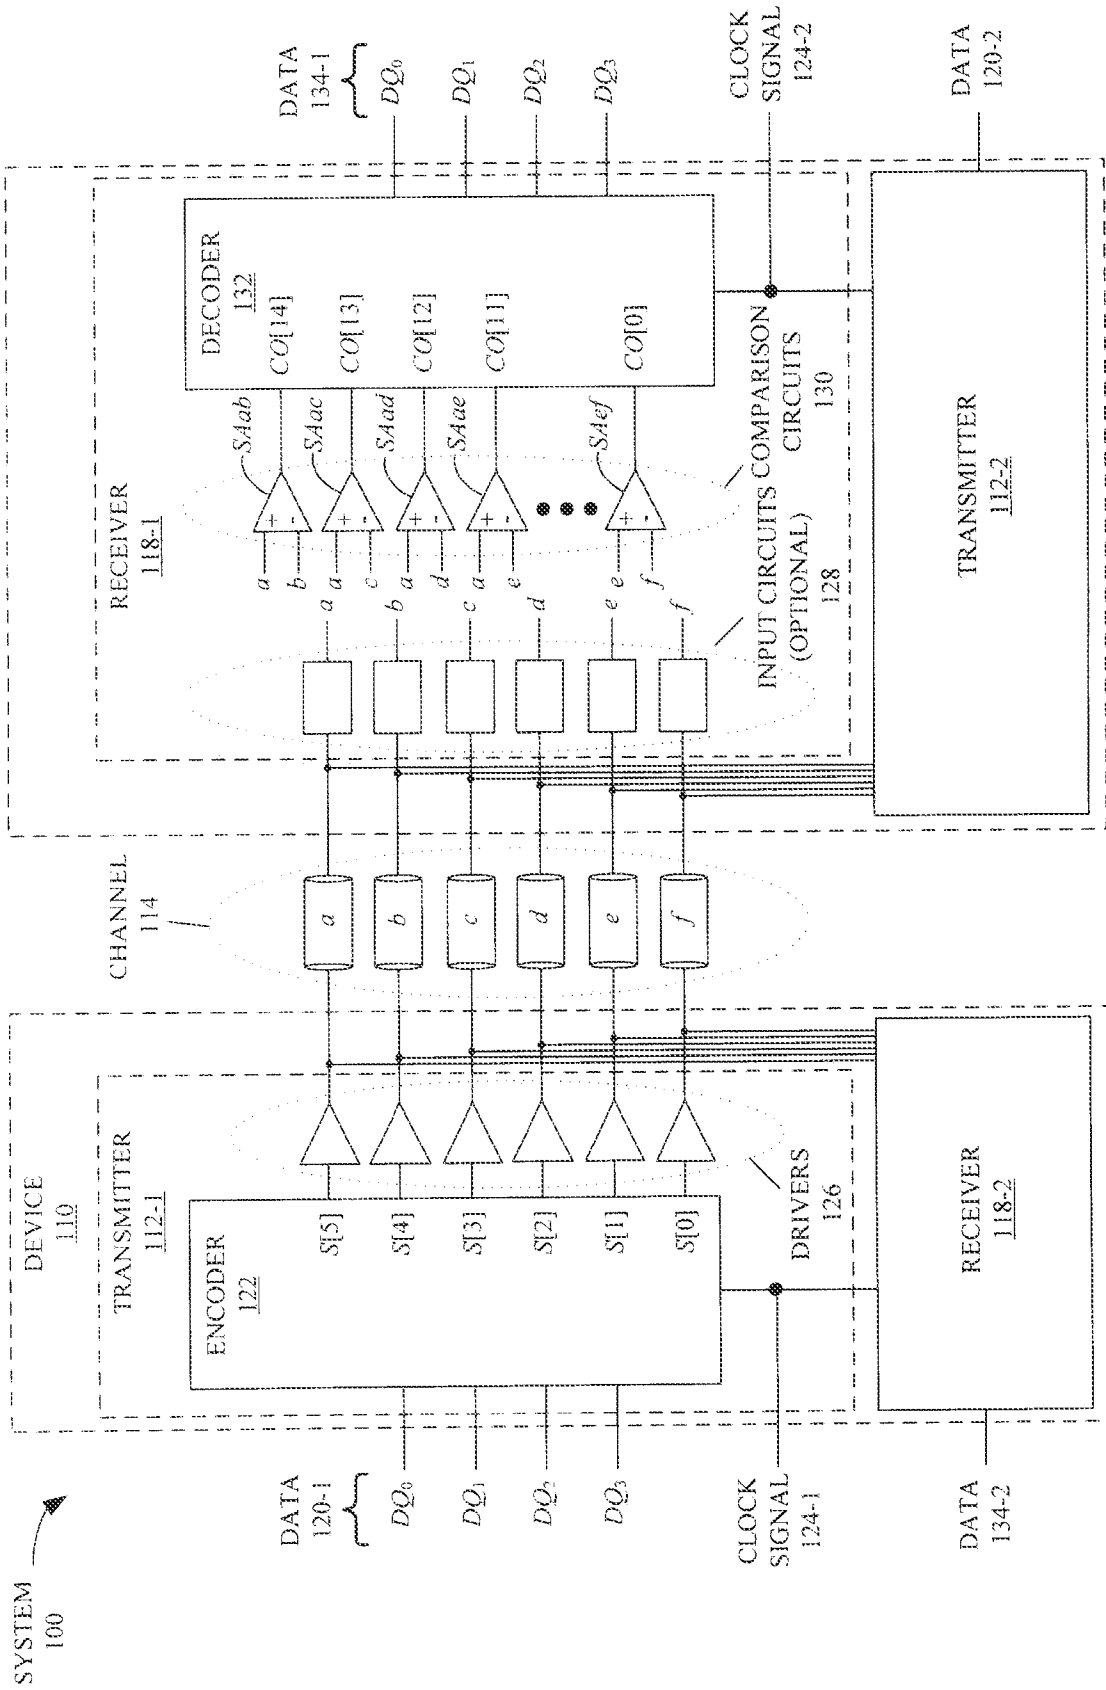 SYSTEM
100
DEVICE
110
TRANSMITTER
112-1
ENCODER
122
S[5]
S[4]
S[3]
S[2]
S[1]
S[0]
DATA
120-1
DQ0
DQ1
DQ2
DQ3
CLOCK
SIGNAL
124-1
DRIVERS
126
RECEIVER
118-2
DATA
134-2
CHANNEL
114
a
b
c
d
e
f
RECEIVER
118-1
a
b
c
d
e
f
INPUT CIRCUITS
(OPTIONAL)
128
a
+
b
-
SAab
a
+
c
-
SAac
a
+
d
-
SAad
a
+
e
-
SAae
e
+
f
-
SAef
COMPARISON
CIRCUITS
130
DECODER
132
CO[14]
CO[13]
CO[12]
CO[11]
CO[0]
DATA
134-1
DQ0
DQ1
DQ2
DQ3
CLOCK
SIGNAL
124-2
TRANSMITTER
112-2
DATA
120-2